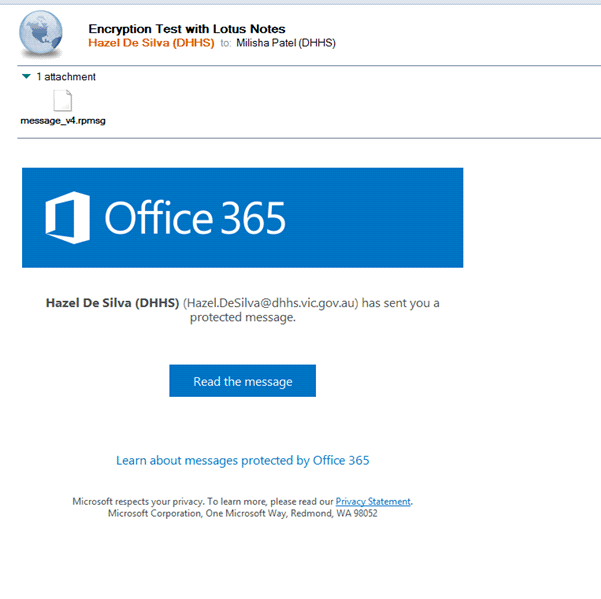 Encryption Test with Lotus Notes
Hazel De Silva (DHHS) to: Milisha Patel (DHHS)
1 attachment
message_v4.rpmsg
Office 365
Hazel De Silva (DHHS) (Hazel.DeSilva@dhhs.vic.gov.au) has sent you a
protected message.
Read the message
Learn about messages protected by Office 365
Microsoft respects your privacy. To learn more, please read our Privacy Statement.
Microsoft Corporation, One Microsoft Way, Redmond, WA 98052